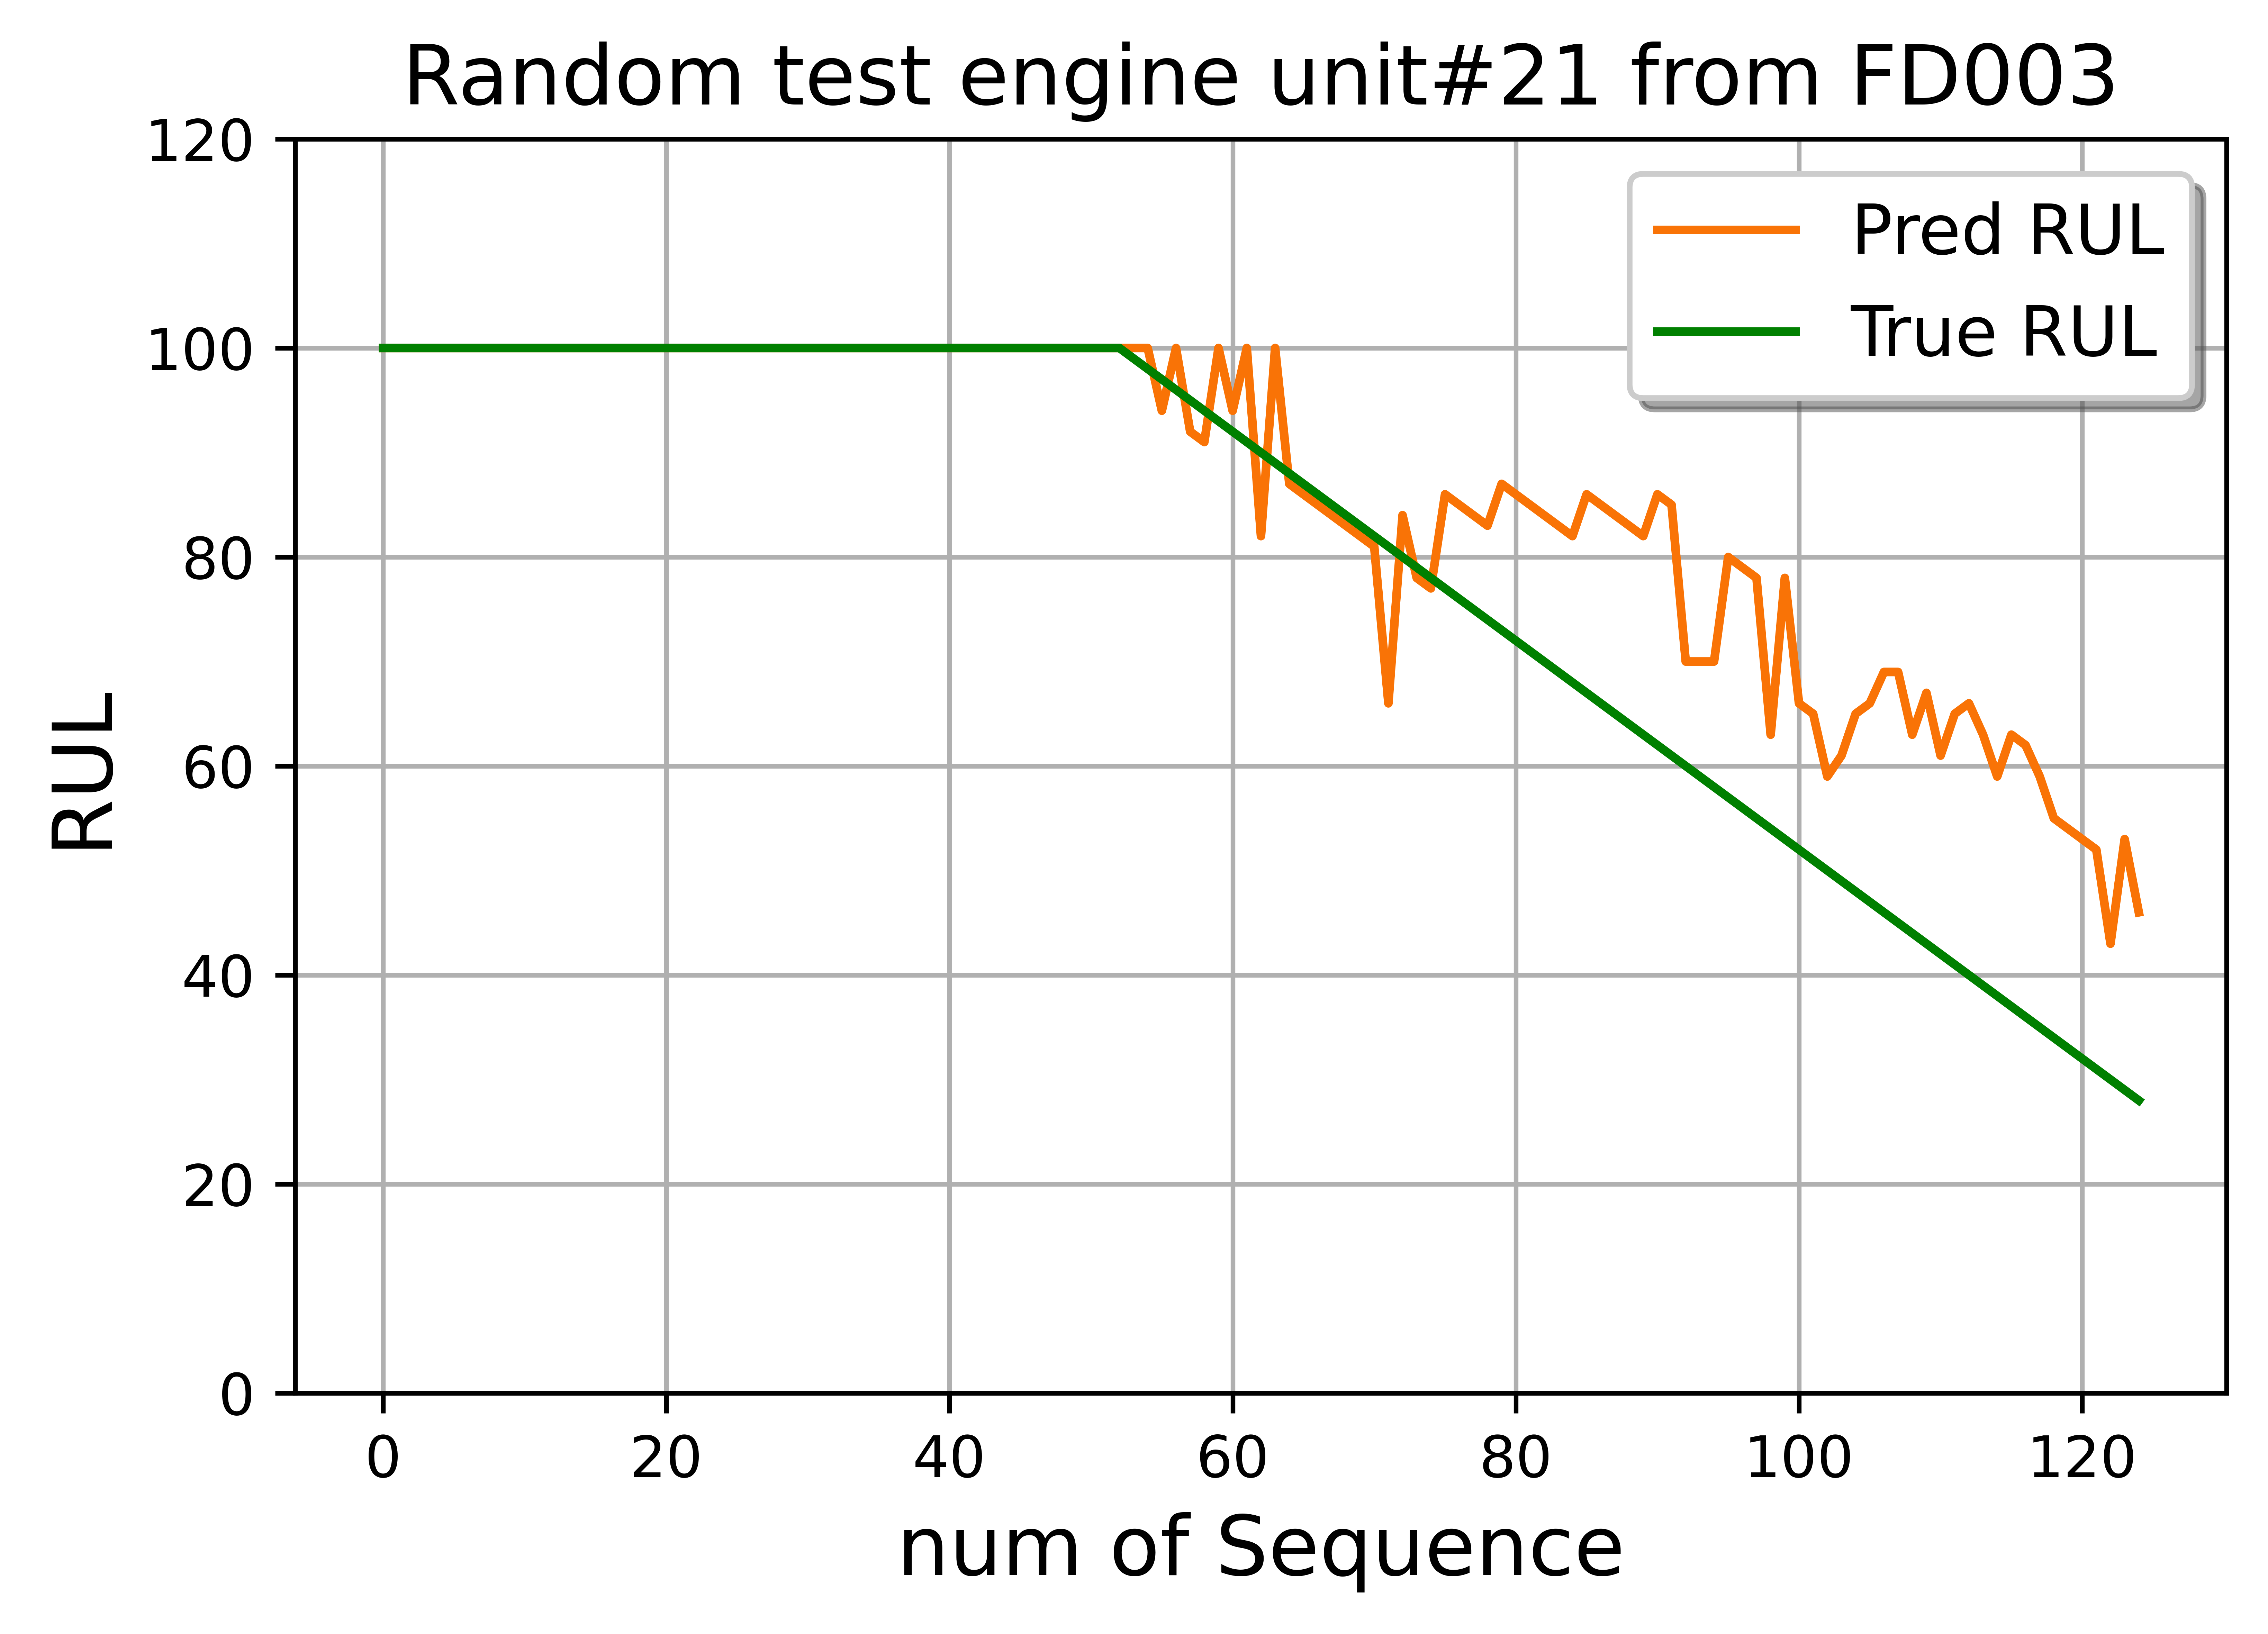 Random test engine unit#21 from FD003
120
100
80
60
40
20
0
RUL
Pred RUL
True RUL
0 20 40 60 80 100 120
num of Sequence